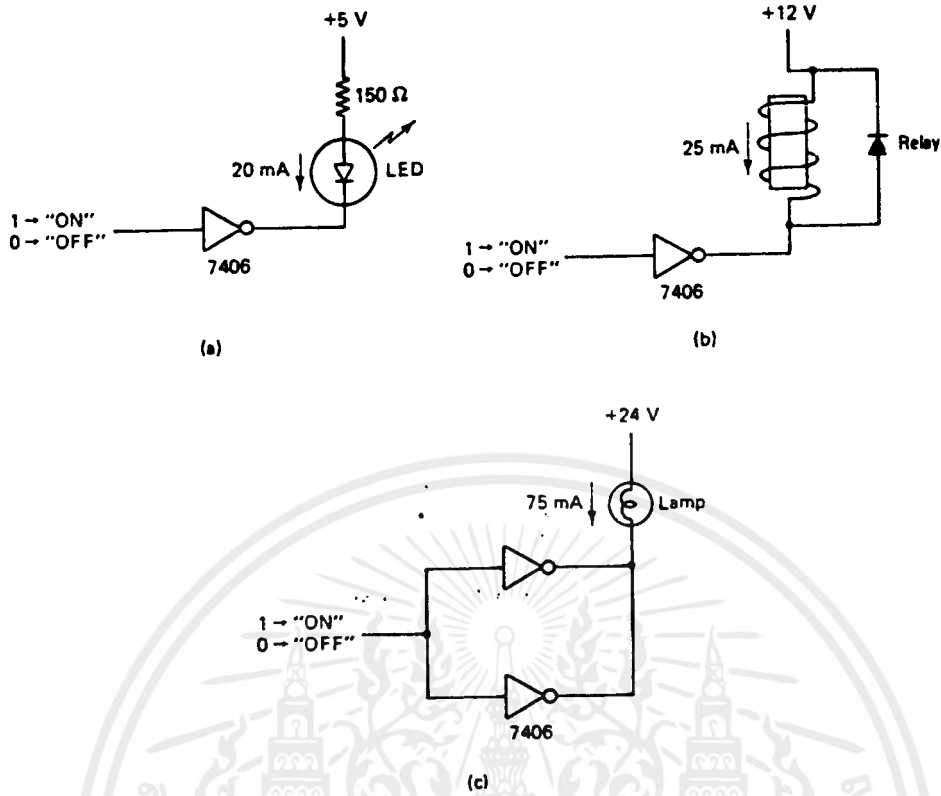 +5 V
150 Ω
20 mA
LED
1 → "ON"
0 → "OFF"
7406
(a)
+12 V
25 mA
Relay
1 → "ON"
0 → "OFF"
7406
(b)
+24 V
75 mA
Lamp
1 → "ON"
0 → "OFF"
7406
(c)